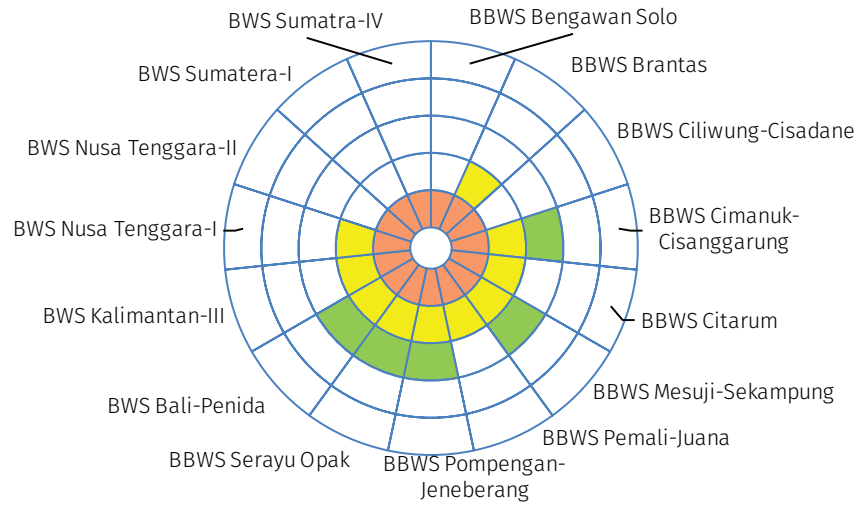 BWS Sumatra-IV
BBWS Bengawan Solo
BWS Sumatera-I
BBWS Brantas
BBWS Ciliwung-Cisadane
BWS Nusa Tenggara-II
BBWS Cimanuk-
Cisanggarung
BWS Nusa Tenggara-I
BWS Kalimantan-III
BBWS Citarum
BBWS Mesuji-Sekampung
BWS Bali-Penida
BBWS Pemali-Juana
BBWS Serayu Opak
BBWS Pompengan-
Jeneberang